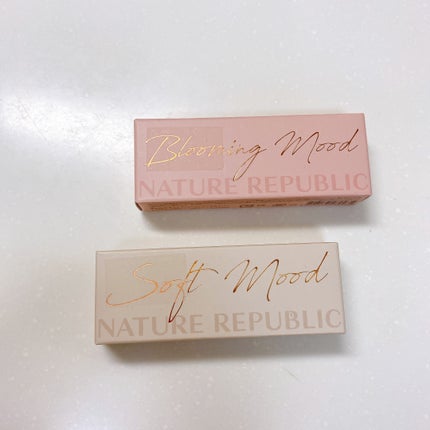 Blooming Mood
NATURE REPUBLIC
Soft Mood
NATURE REPUBLIC